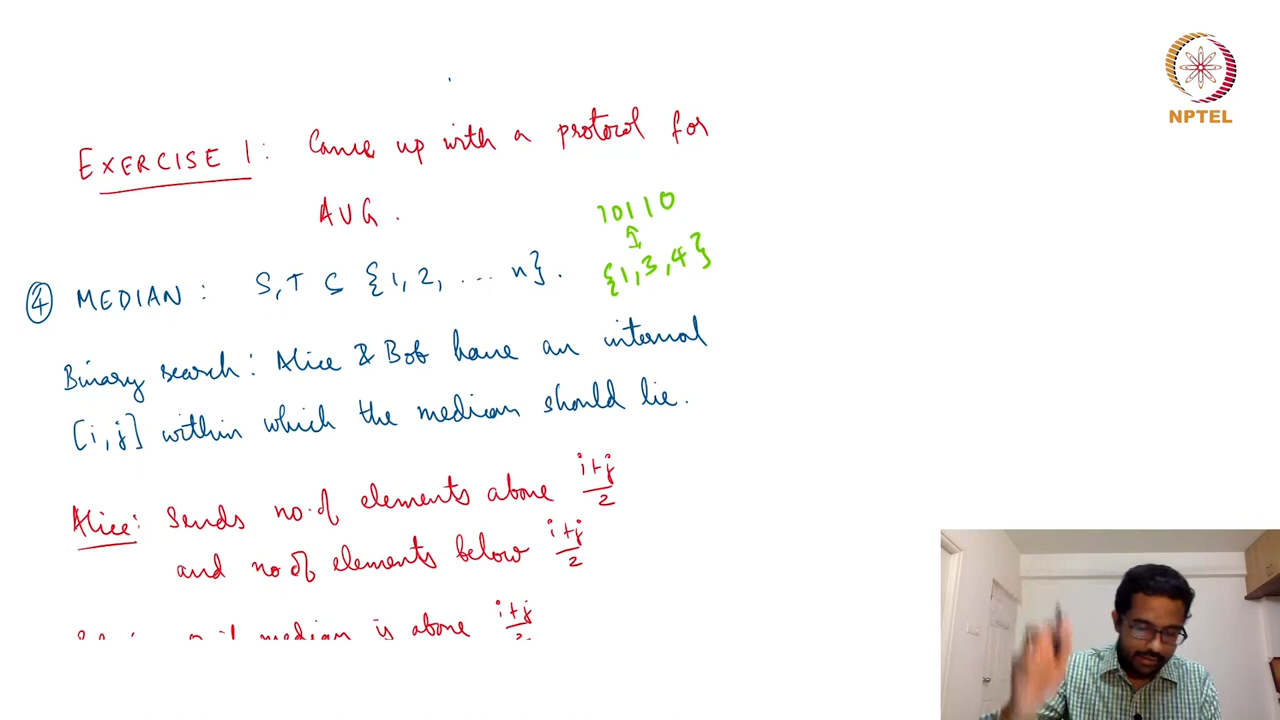 NPTEL
EXERCISE 1: Come up with a protocol for
AVG.
10110
↕
{1,3,4}
④ MEDIAN: S,T ⊆ {1, 2, ... n}.
Binary search: Alice & Bob have an interval
[i,j] within which the median should lie.
Alice: Sends no. of elements above i+j/2
and no of elements below i+j/2
median is above i+j